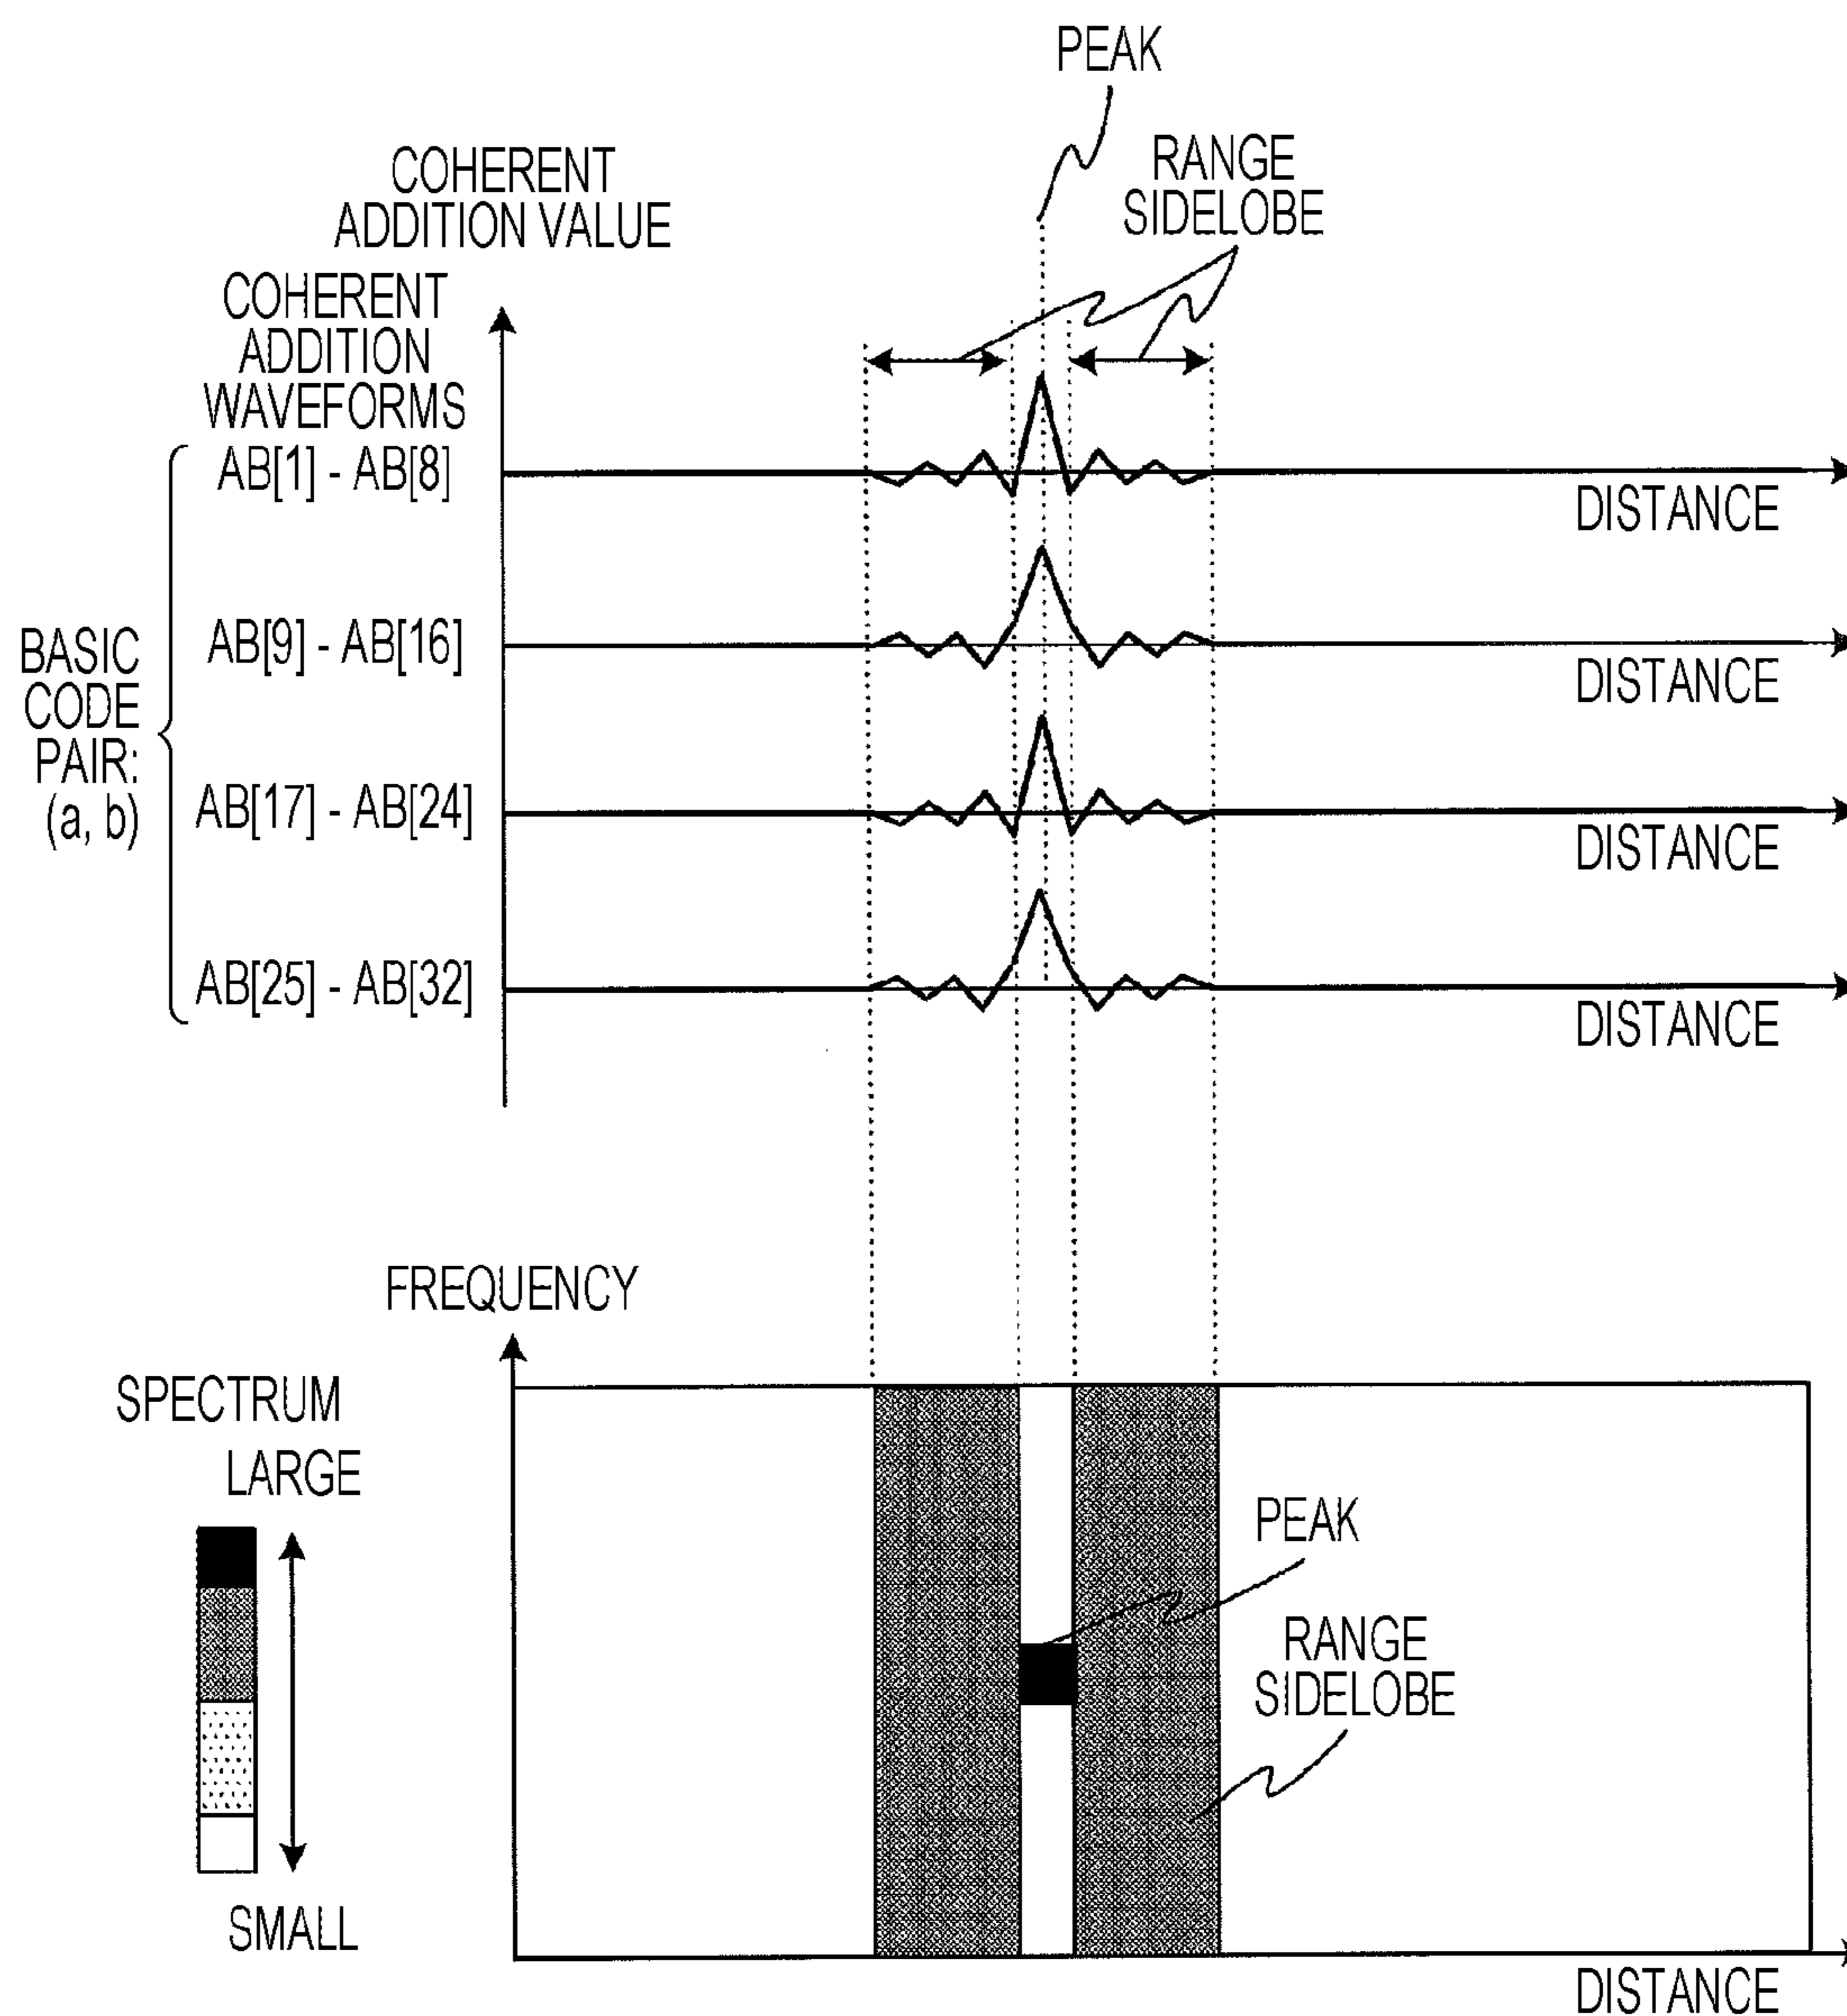 PEAK
RANGE
SIDELOBE
COHERENT
ADDITION VALUE
COHERENT
ADDITION
WAVEFORMS
AB[1] - AB[8]
DISTANCE
AB[9] - AB[16]
DISTANCE
BASIC
CODE
PAIR:
(a, b)
AB[17] - AB[24]
DISTANCE
AB[25] - AB[32]
DISTANCE
FREQUENCY
SPECTRUM
LARGE
SMALL
PEAK
RANGE
SIDELOBE
DISTANCE